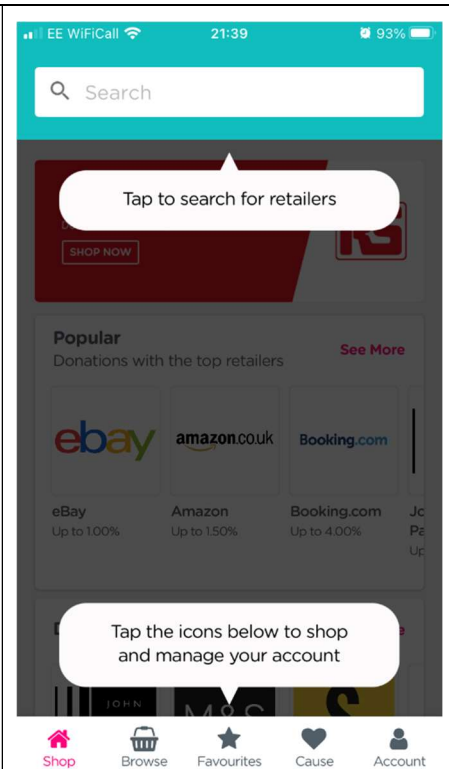 EE WiFiCall 21:39 93%
Search
Tap to search for retailers
SHOP NOW
RS
Popular
Donations with the top retailers
See More
ebay
amazon.co.uk
Booking.com
eBay
Up to 1.00%
Amazon
Up to 1.50%
Booking.com
Up to 4.00%
Tap the icons below to shop
and manage your account
JOHN
M&S
Shop
Browse
Favourites
Cause
Account